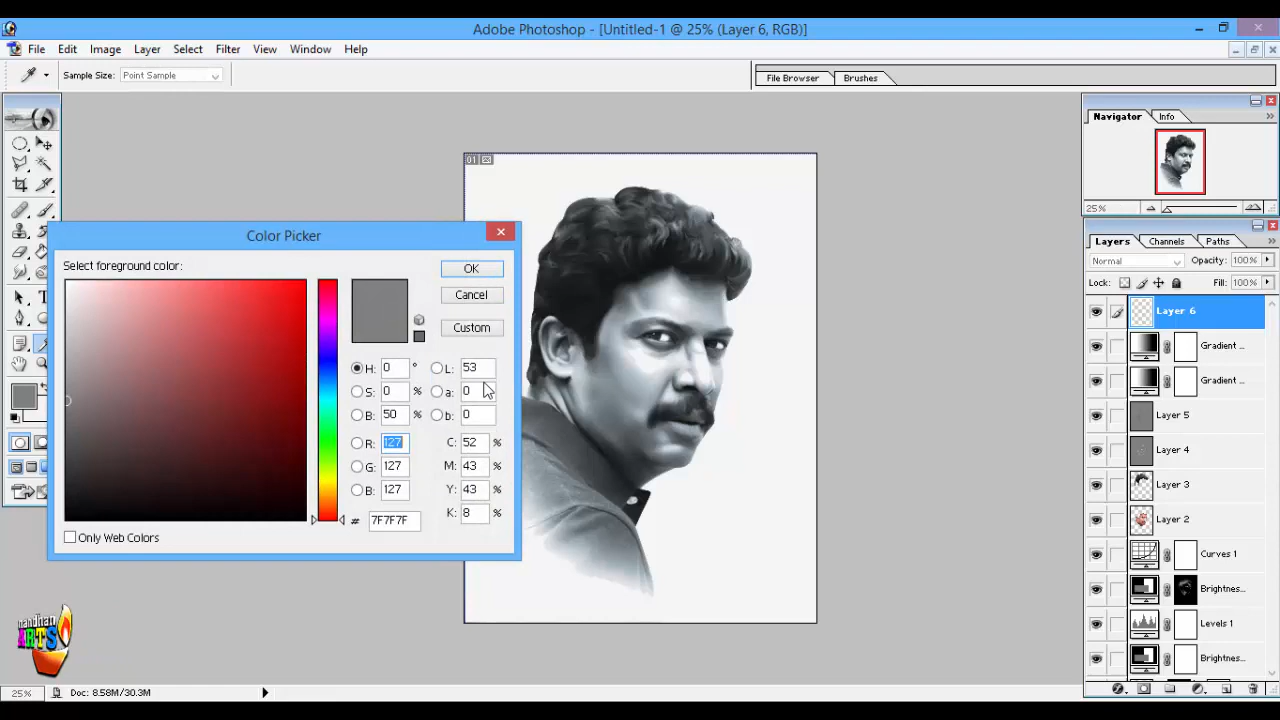 Adobe Photoshop - [Untitled-1 @ 25% (Layer 6, RGB)]
File Edit Image Layer Select Filter View Window Help
Sample Size: Point Sample
File Browser Brushes
Navigator Info
25%
Color Picker
Select foreground color:
OK
Cancel
Custom
H: 0 °
S: 0 %
B: 50 %
R: 127
G: 127
B: 127
# 7F7F7F
L: 53
a: 0
b: 0
C: 52 %
M: 43 %
Y: 43 %
K: 8 %
Only Web Colors
01
Layers Channels Paths
Normal Opacity: 100%
Lock: Fill: 100%
Layer 6
Gradient ...
Gradient ...
Layer 5
Layer 4
Layer 3
Layer 2
Curves 1
Brightnes...
Levels 1
Brightnes...
nandhan
ARTS
25% Doc: 8.58M/30.3M